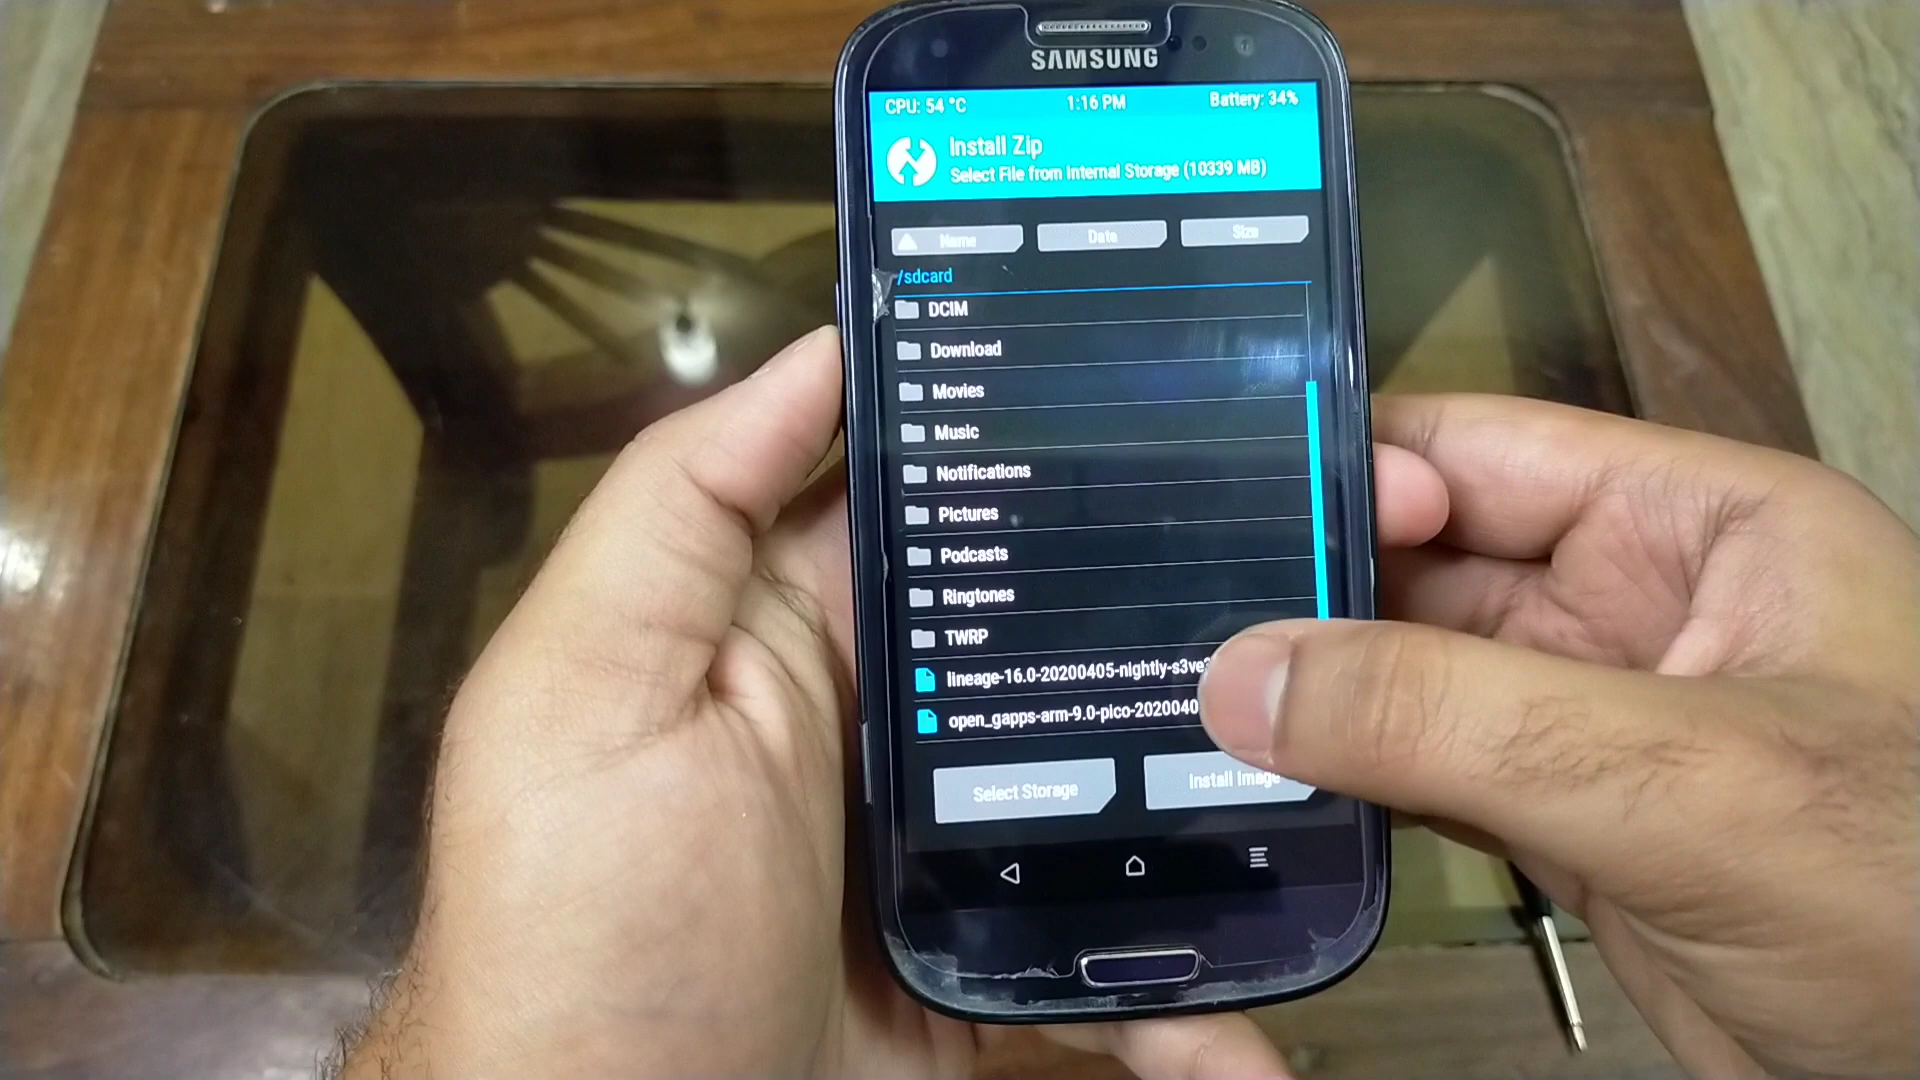 SAMSUNG
CPU: 54 °C 1:16 PM Battery: 34%
Install Zip
Select File from Internal Storage (10339 MB)
Name Date Size
/sdcard
DCIM
Download
Movies
Music
Notifications
Pictures
Podcasts
Ringtones
TWRP
lineage-16.0-20200405-nightly-s3ve3
open_gapps-arm-9.0-pico-2020040
Select Storage Install Image